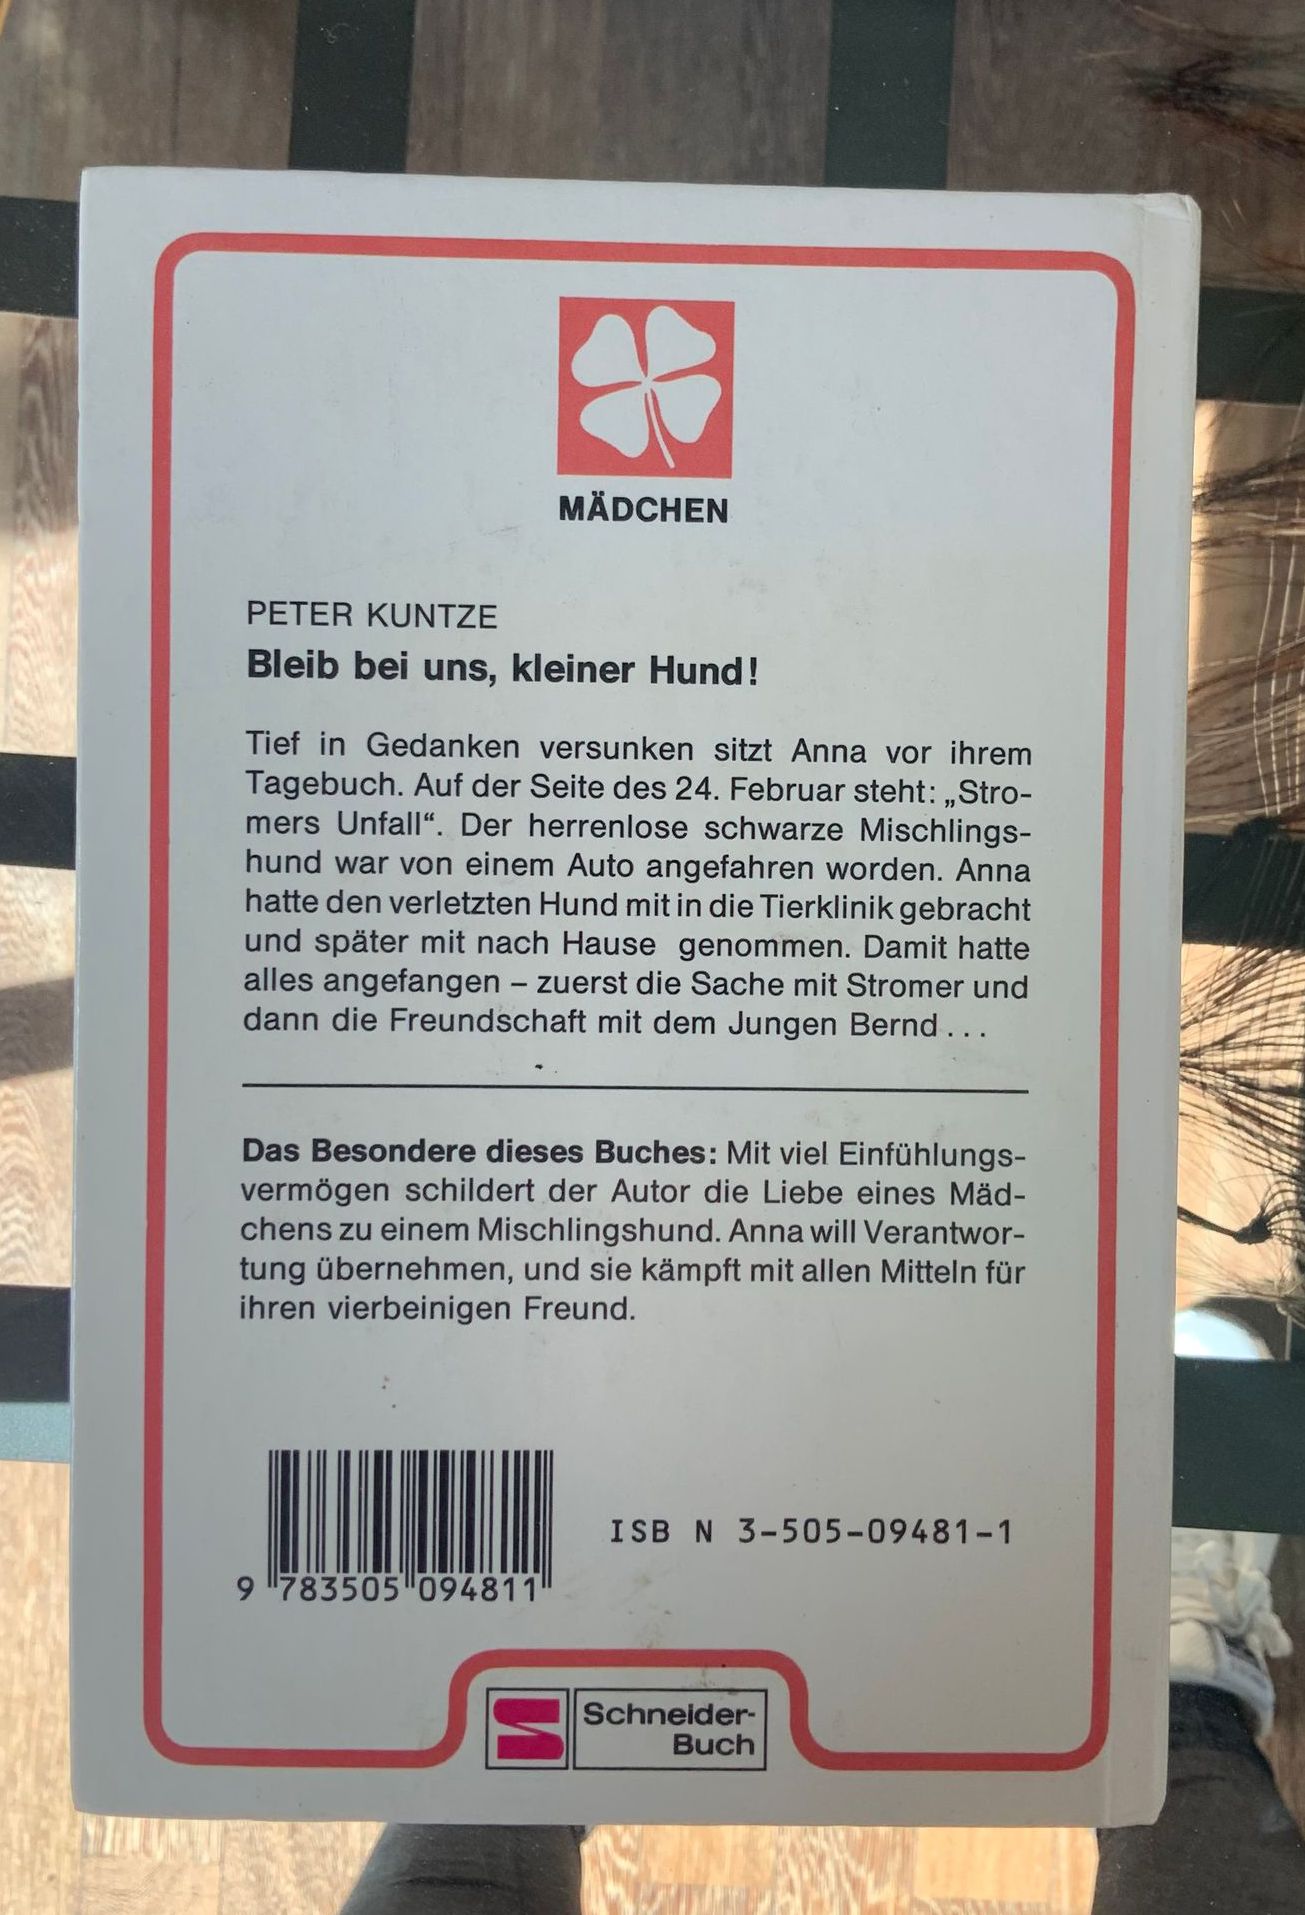 MÄDCHEN
PETER KUNTZE
Bleib bei uns, kleiner Hund!
Tief in Gedanken versunken sitzt Anna vor ihrem
Tagebuch. Auf der Seite des 24. Februar steht: „Stro-
mers Unfall“. Der herrenlose schwarze Mischlings-
hund war von einem Auto angefahren worden. Anna
hatte den verletzten Hund mit in die Tierklinik gebracht
und später mit nach Hause genommen. Damit hatte
alles angefangen – zuerst die Sache mit Stromer und
dann die Freundschaft mit dem Jungen Bernd . . .
Das Besondere dieses Buches: Mit viel Einfühlungs-
vermögen schildert der Autor die Liebe eines Mäd-
chens zu einem Mischlingshund. Anna will Verantwor-
tung übernehmen, und sie kämpft mit allen Mitteln für
ihren vierbeinigen Freund.
ISB N 3-505-09481-1
9 783505 094811
Schneider-
Buch